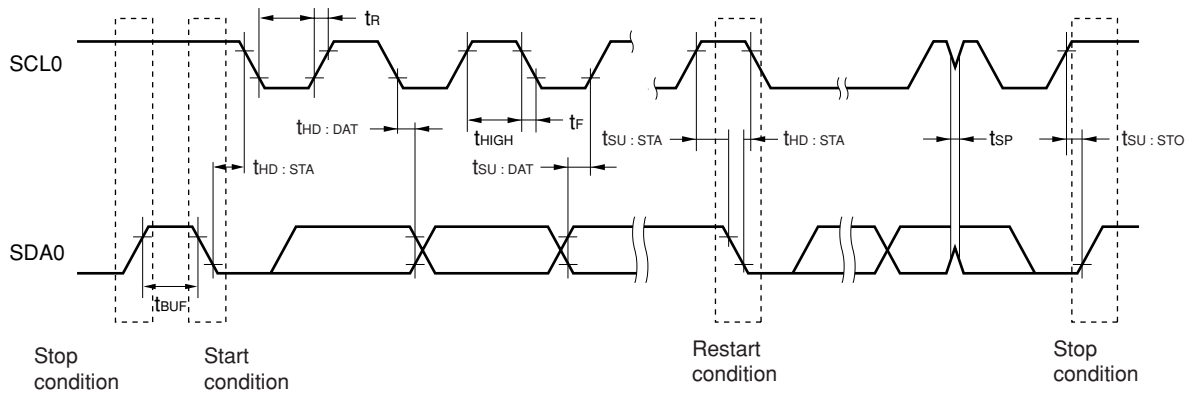 tR
SCL0
tHD : DAT
tHIGH
tF
tSU : STA
tHD : STA
tSP
tSU : STO
tHD : STA
tSU : DAT
SDA0
tBUF
Stop
condition
Start
condition
Restart
condition
Stop
condition